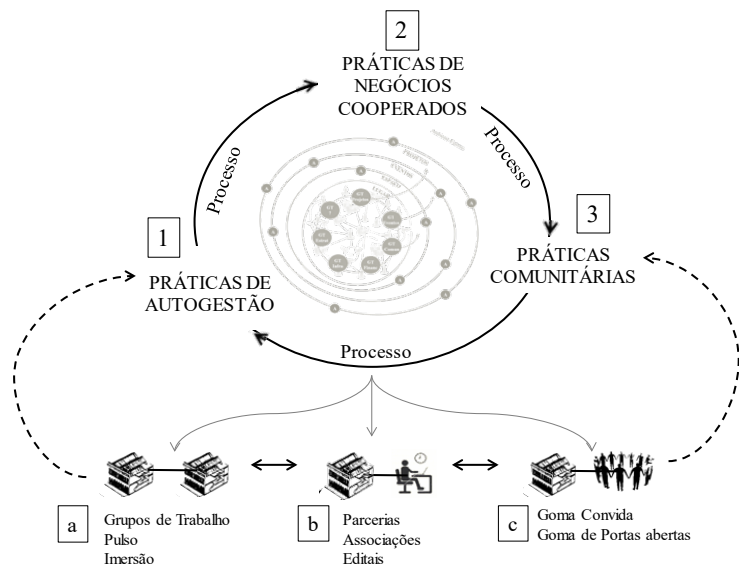 2
PRÁTICAS DE
NEGÓCIOS
COOPERADOS
Processo
Processo
1
PRÁTICAS DE
AUTOGESTÃO
3
PRÁTICAS
COMUNITÁRIAS
Processo
a
Grupos de Trabalho
Pulso
Imersão
b
Parcerias
Associações
Editais
c
Goma Convida
Goma de Portas abertas